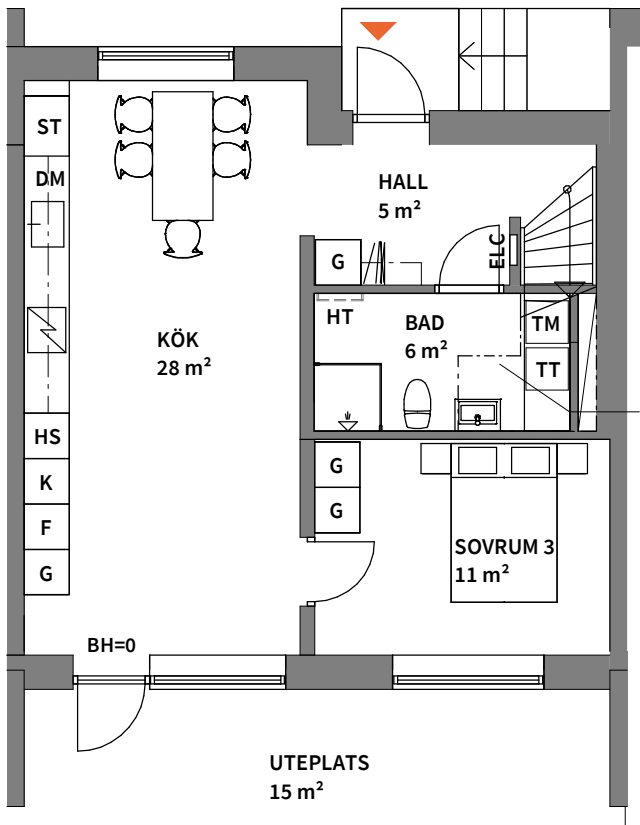 ST
DM
HALL
5 m²
ELC
G
HT
BAD
6 m²
TM
TT
KÖK
28 m²
HS
K
F
G
G
G
SOVRUM 3
11 m²
BH=0
UTEPLATS
15 m²